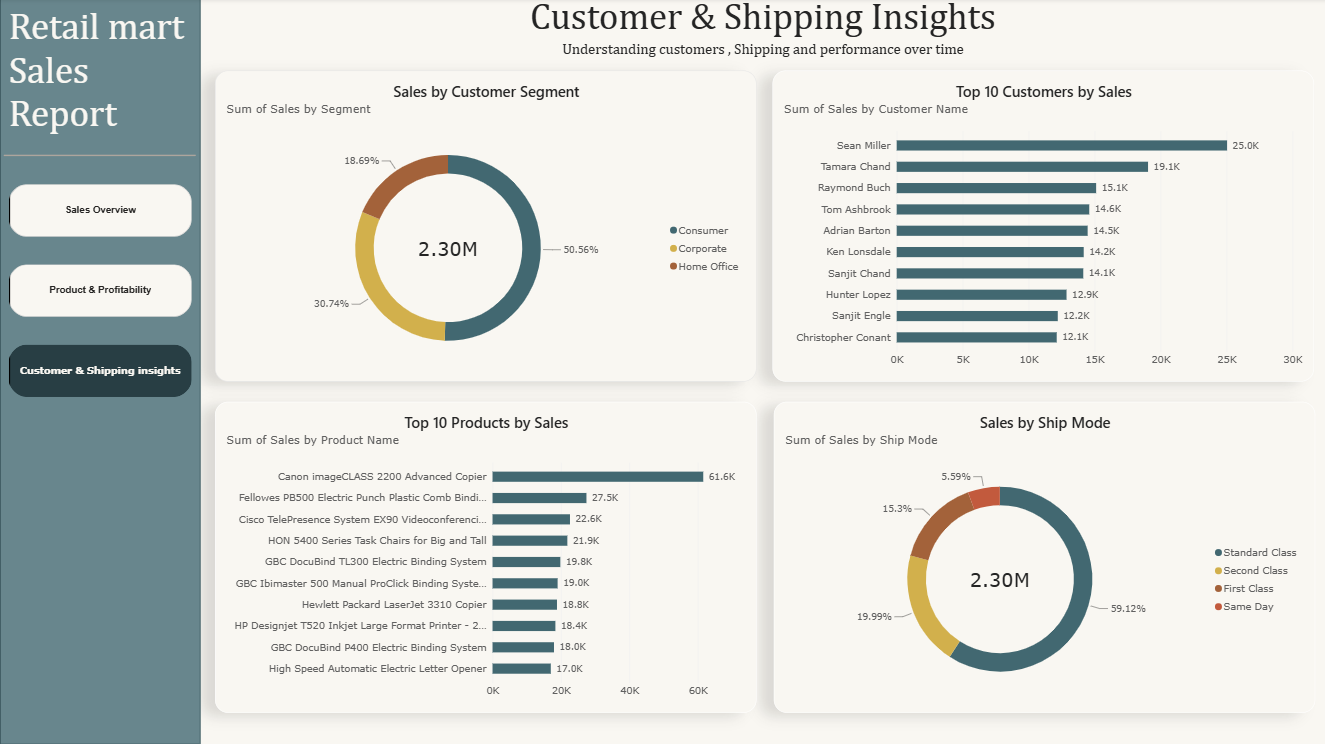 Retail mart
Sales
Report
Sales Overview
Product & Profitability
Customer & Shipping insights
Customer & Shipping Insights
Understanding customers , Shipping and performance over time
Sales by Customer Segment
Sum of Sales by Segment
18.69%
50.56%
30.74%
2.30M
Consumer
Corporate
Home Office
Top 10 Customers by Sales
Sum of Sales by Customer Name
Sean Miller 25.0K
Tamara Chand 19.1K
Raymond Buch 15.1K
Tom Ashbrook 14.6K
Adrian Barton 14.5K
Ken Lonsdale 14.2K
Sanjit Chand 14.1K
Hunter Lopez 12.9K
Sanjit Engle 12.2K
Christopher Conant 12.1K
0K 5K 10K 15K 20K 25K 30K
Top 10 Products by Sales
Sum of Sales by Product Name
Canon imageCLASS 2200 Advanced Copier 61.6K
Fellowes PB500 Electric Punch Plastic Comb Bindi... 27.5K
Cisco TelePresence System EX90 Videoconferenci... 22.6K
HON 5400 Series Task Chairs for Big and Tall 21.9K
GBC DocuBind TL300 Electric Binding System 19.8K
GBC Ibimaster 500 Manual ProClick Binding Syste... 19.0K
Hewlett Packard LaserJet 3310 Copier 18.8K
HP Designjet T520 Inkjet Large Format Printer - 2... 18.4K
GBC DocuBind P400 Electric Binding System 18.0K
High Speed Automatic Electric Letter Opener 17.0K
0K 20K 40K 60K
Sales by Ship Mode
Sum of Sales by Ship Mode
5.59%
15.3%
19.99%
59.12%
2.30M
Standard Class
Second Class
First Class
Same Day